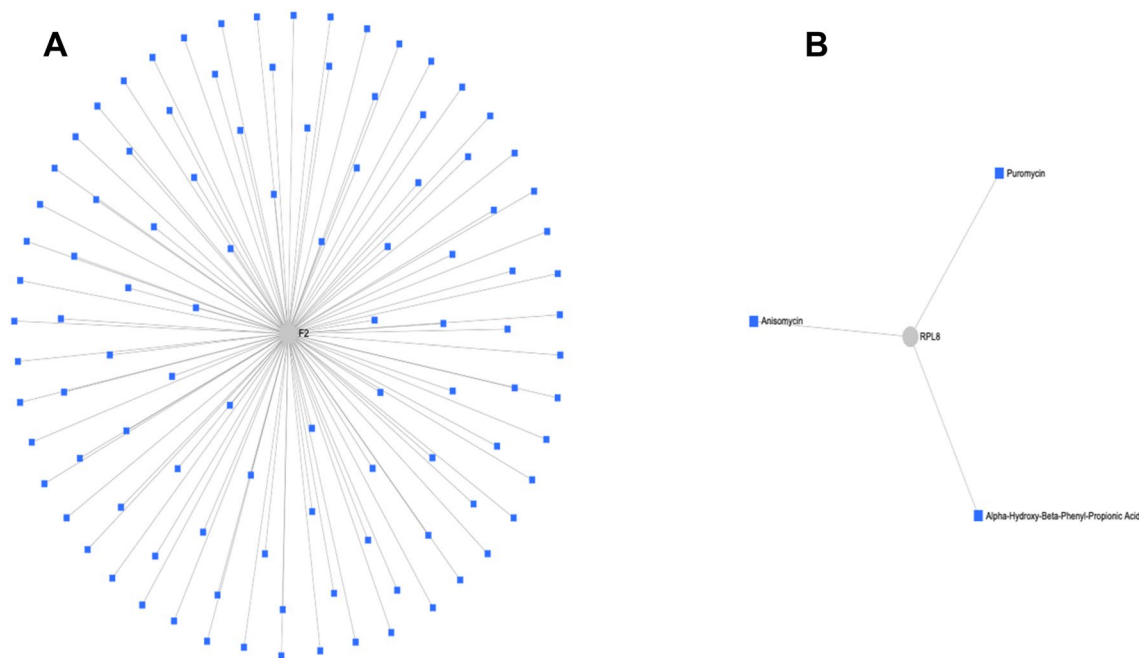 A
B
Puromycin
F2
Anisomycin
RPL8
Alpha-Hydroxy-Beta-Phenyl-Propionic Acid